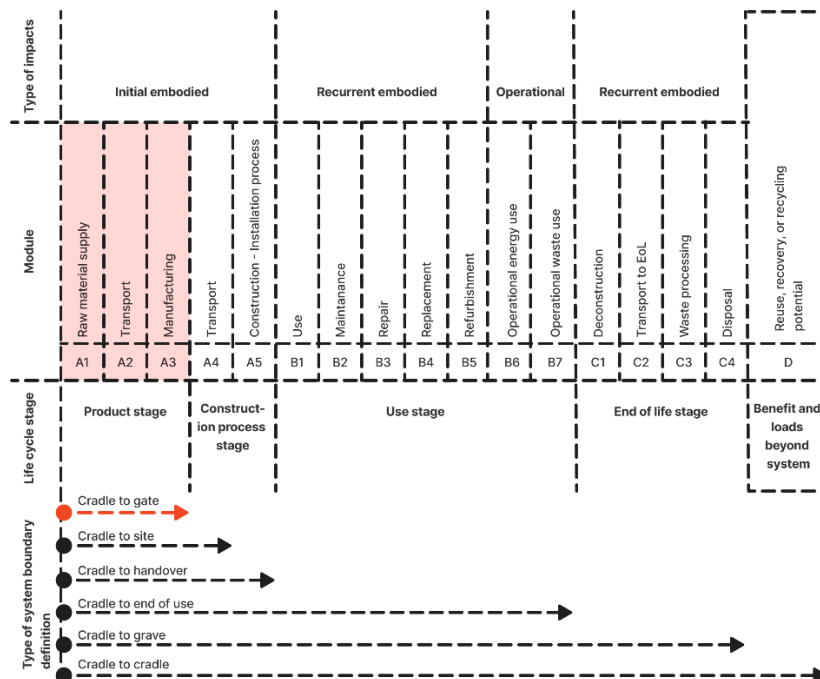 Type of impacts
Initial embodied
Recurrent embodied
Operational
Recurrent embodied
Module
Raw material supply
Transport
Manufacturing
Transport
Construction - Installation process
Use
Maintanance
Repair
Replacement
Refurbishment
Operational energy use
Operational waste use
Deconstruction
Transport to EoL
Waste processing
Disposal
Reuse, recovery, or recycling
potential
A1
A2
A3
A4
A5
B1
B2
B3
B4
B5
B6
B7
C1
C2
C3
C4
D
Life cycle stage
Product stage
Construct-
ion process
stage
Use stage
End of life stage
Benefit and
loads
beyond
system
Type of system boundary
definition
Cradle to gate
Cradle to site
Cradle to handover
Cradle to end of use
Cradle to grave
Cradle to cradle